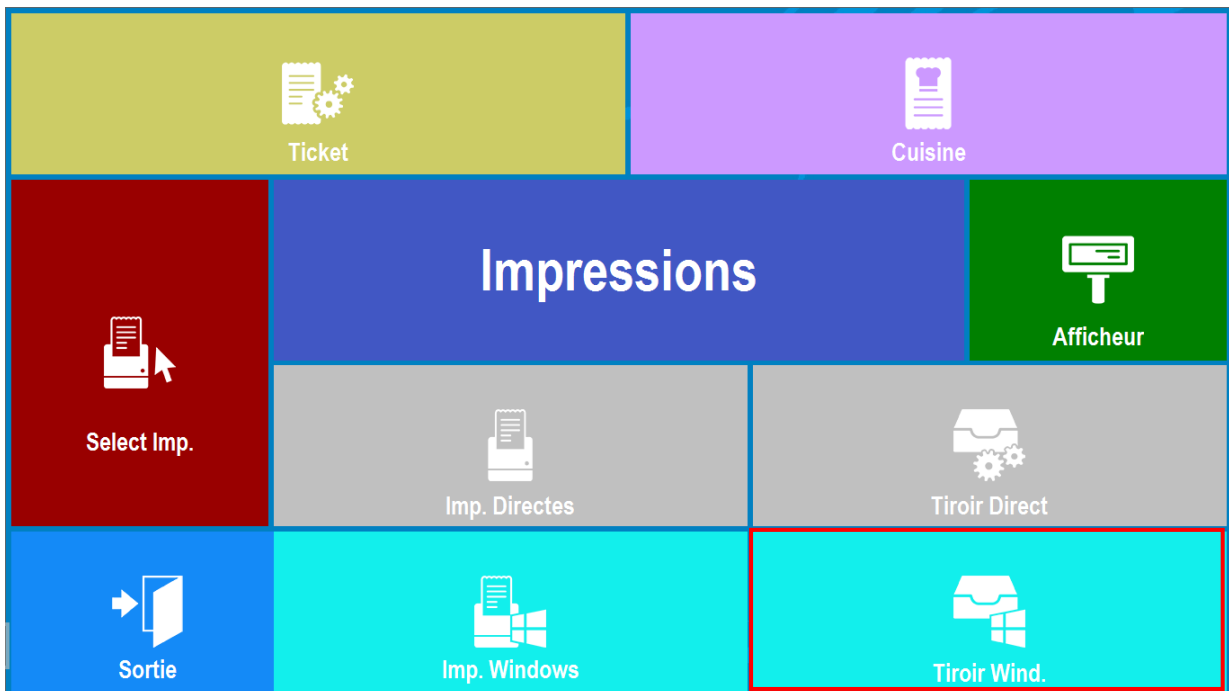 Ticket
Cuisine
Impressions
Afficheur
Select Imp.
Imp. Directes
Tiroir Direct
Sortie
Imp. Windows
Tiroir Wind.